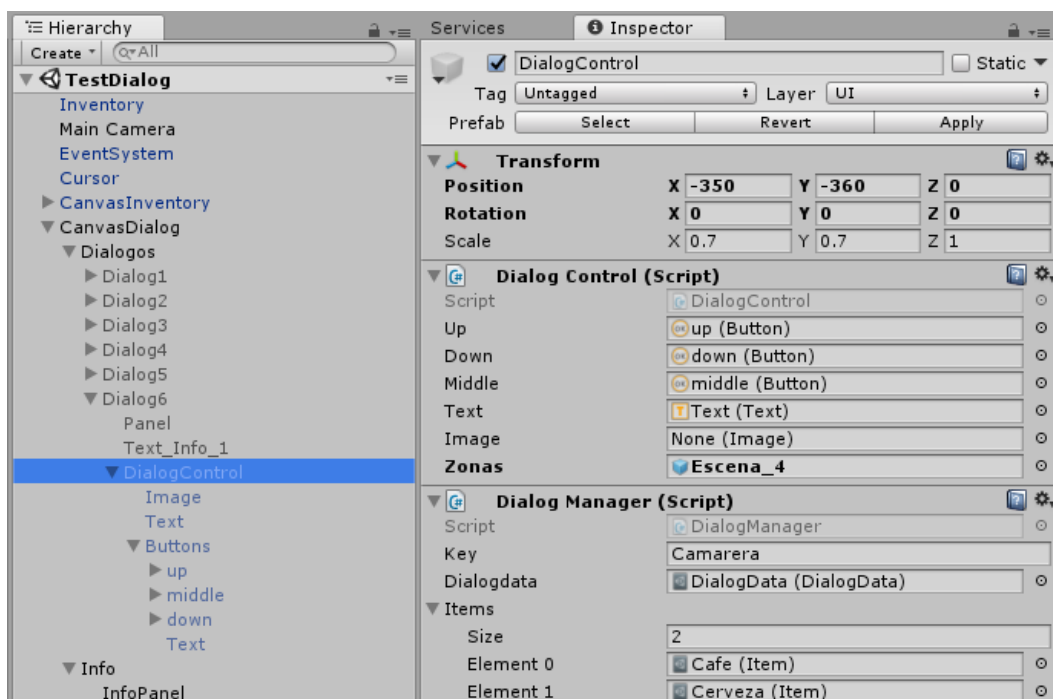 Hierarchy
Create
All
TestDialog
Inventory
Main Camera
EventSystem
Cursor
CanvasInventory
CanvasDialog
Dialogos
Dialog1
Dialog2
Dialog3
Dialog4
Dialog5
Dialog6
Panel
Text_Info_1
DialogControl
Image
Text
Buttons
up
middle
down
Text
Info
InfoPanel
Services Inspector
DialogControl Static
Tag Untagged Layer UI
Prefab Select Revert Apply
Transform
Position X -350 Y -360 Z 0
Rotation X 0 Y 0 Z 0
Scale X 0.7 Y 0.7 Z 1
Dialog Control (Script)
Script DialogControl
Up up (Button)
Down down (Button)
Middle middle (Button)
Text Text (Text)
Image None (Image)
Zonas Escena_4
Dialog Manager (Script)
Script DialogManager
Key Camarera
Dialogdata DialogData (DialogData)
Items
Size 2
Element 0 Cafe (Item)
Element 1 Cerveza (Item)